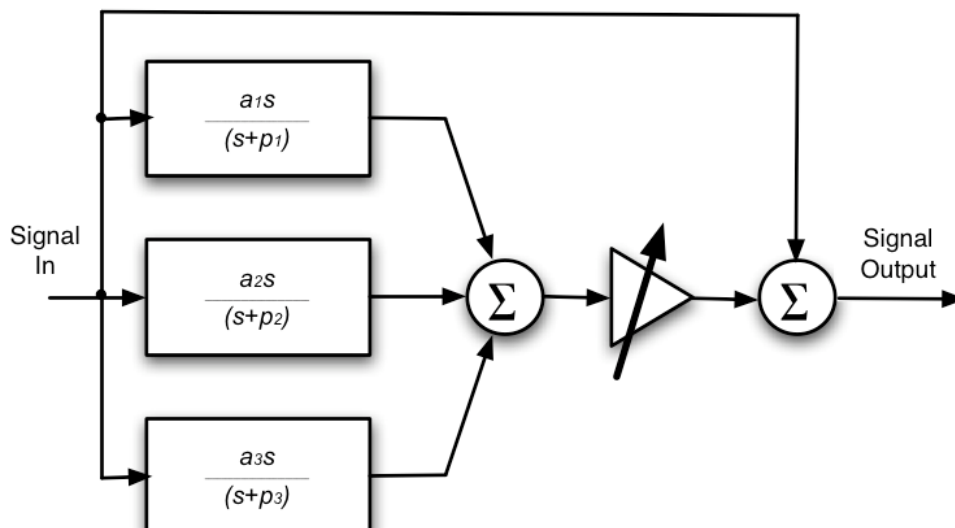 a1s
(s+p1)
Signal
In
a2s
(s+p2)
Σ
Σ
Signal
Output
a3s
(s+p3)